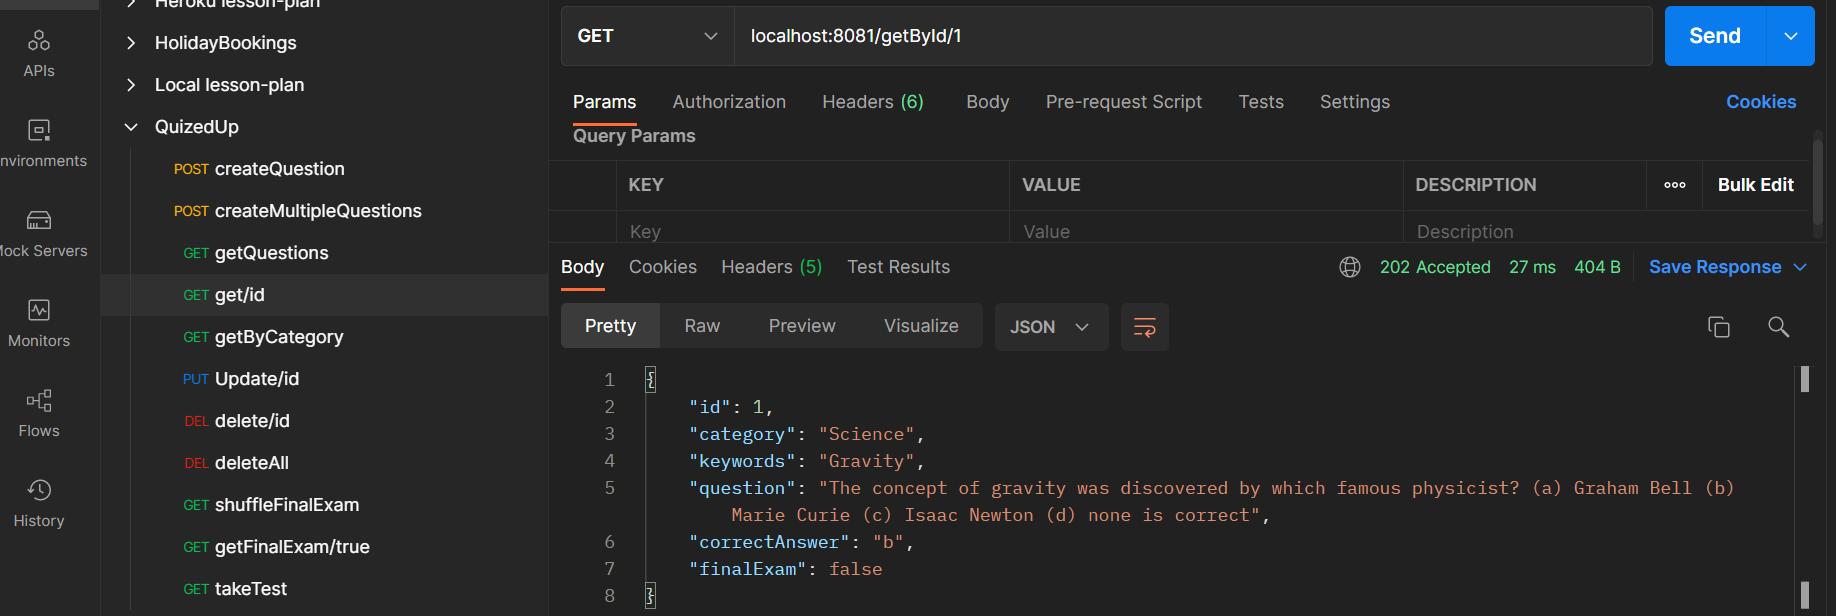 Heroku lesson-plan
HolidayBookings
Local lesson-plan
QuizedUp
POST createQuestion
POST createMultipleQuestions
GET getQuestions
GET get/id
GET getByCategory
PUT Update/id
DEL delete/id
DEL deleteAll
GET shuffleFinalExam
GET getFinalExam/true
GET takeTest
APIs
nvironments
Mock Servers
Monitors
Flows
History
GET localhost:8081/getById/1 Send
Params Authorization Headers (6) Body Pre-request Script Tests Settings Cookies
Query Params
KEY VALUE DESCRIPTION ooo Bulk Edit
Key Value Description
Body Cookies Headers (5) Test Results 202 Accepted 27 ms 404 B Save Response
Pretty Raw Preview Visualize JSON
1 {
2 "id": 1,
3 "category": "Science",
4 "keywords": "Gravity",
5 "question": "The concept of gravity was discovered by which famous physicist? (a) Graham Bell (b)
Marie Curie (c) Isaac Newton (d) none is correct",
6 "correctAnswer": "b",
7 "finalExam": false
8 }